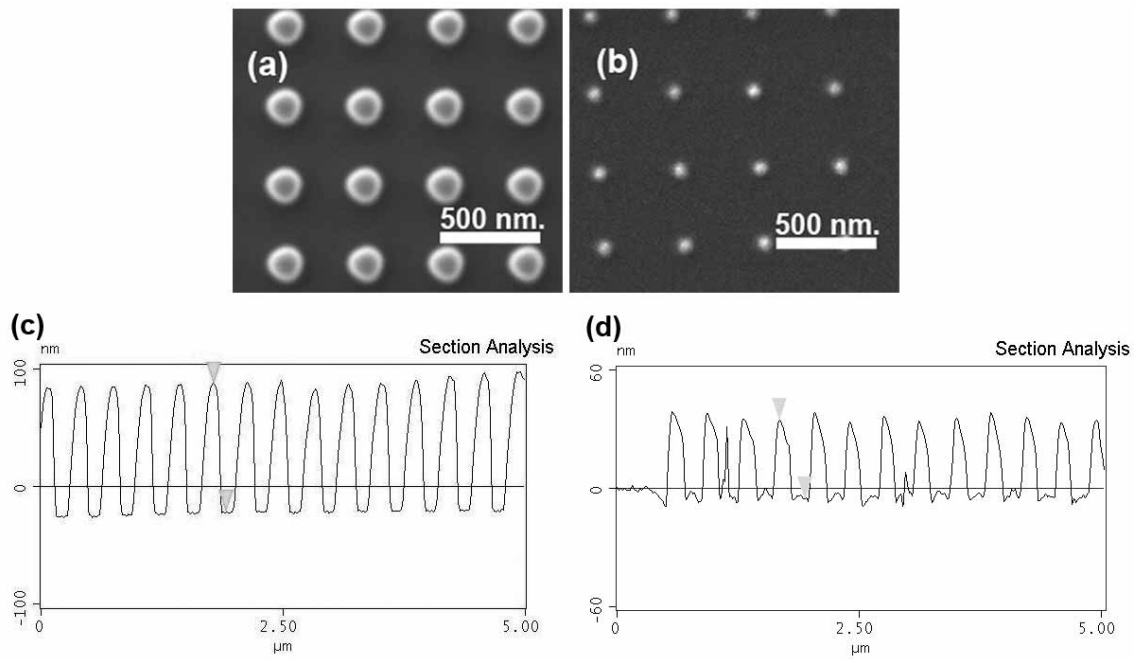 (a)
500 nm.
(b)
500 nm.
(c)
nm
Section Analysis
100
0
-100
0
2.50
5.00
µm
(d)
nm
Section Analysis
60
0
-60
0
2.50
5.00
µm